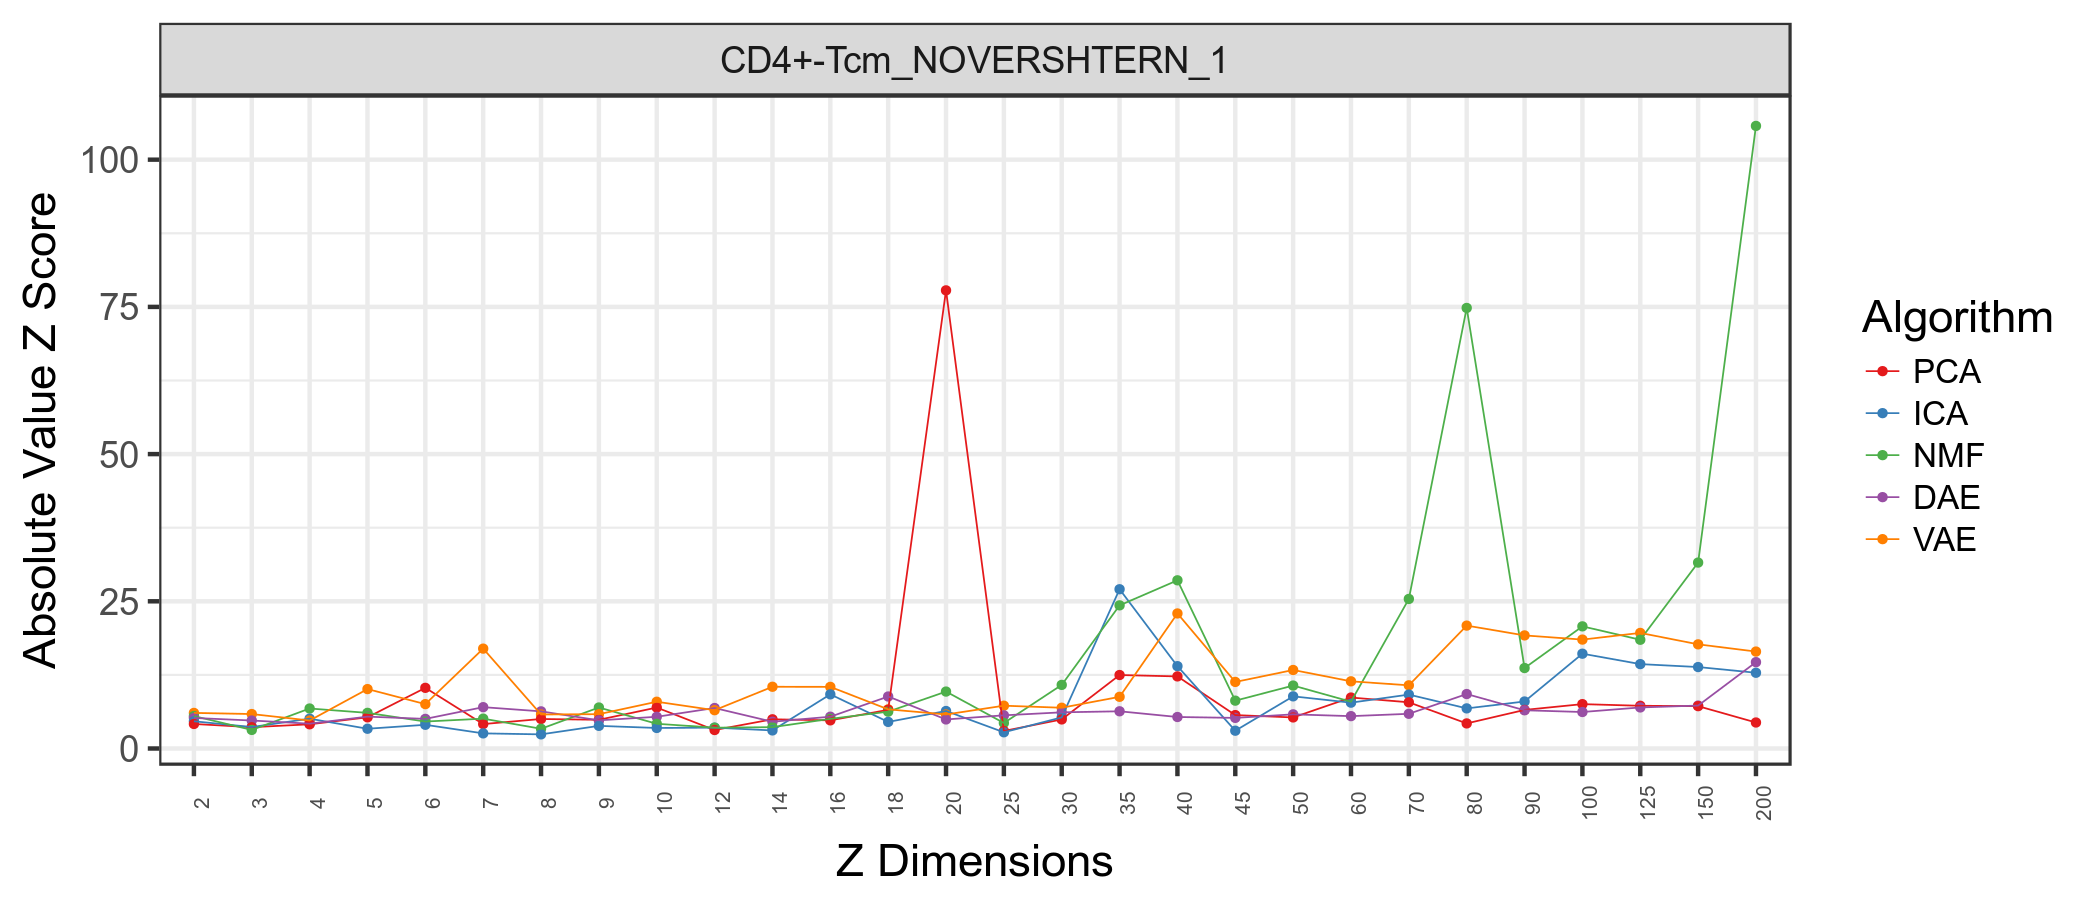 CD4+-Tcm_NOVERSHTERN_1
Absolute Value Z Score
100
75
50
25
0
2 3 4 5 6 7 8 9 10 12 14 16 18 20 25 30 35 40 45 50 60 70 80 90 100 125 150 200
Z Dimensions
Algorithm
PCA
ICA
NMF
DAE
VAE